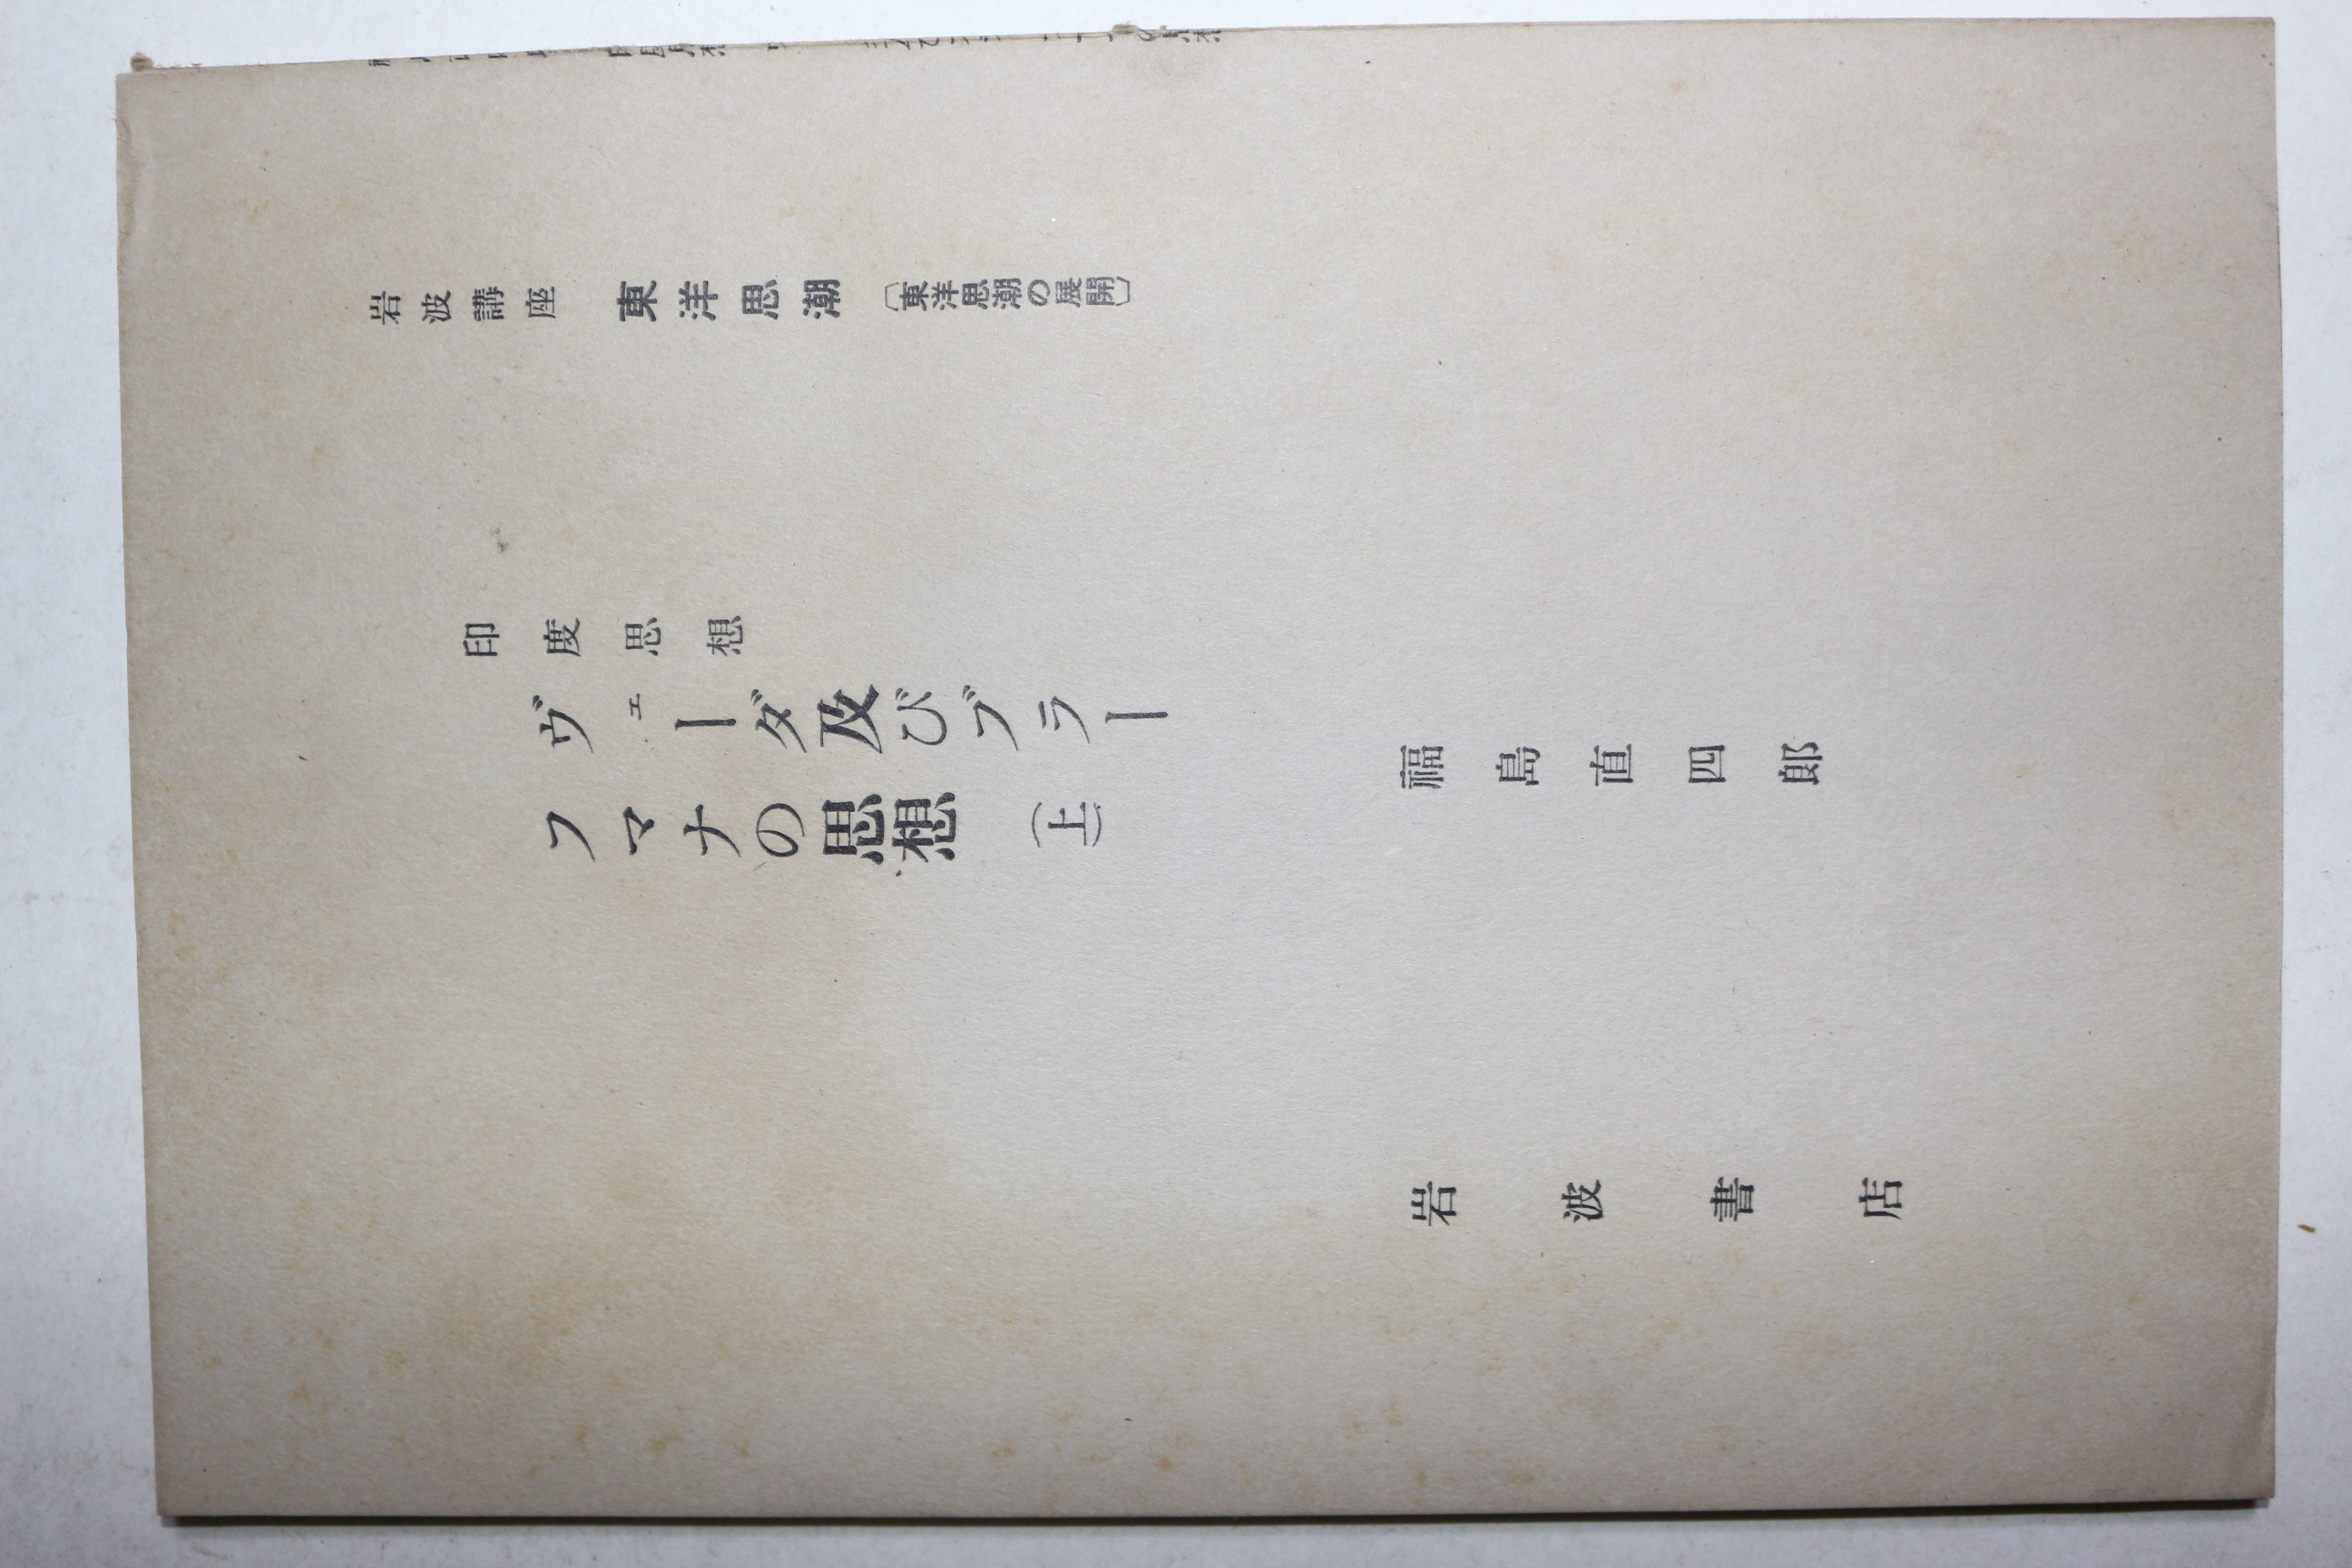 岩波講座 東洋思潮〔東洋思潮の展開〕
印度思想
ヴェーダ及びブラー
フマナの思想（上）
福島直四郎
岩波書店